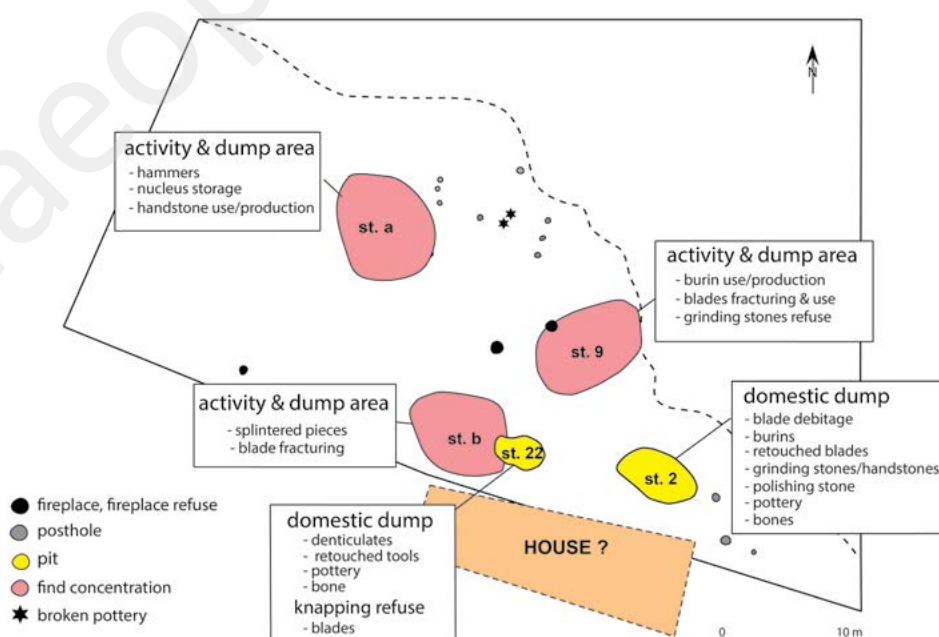 aeop
N
activity & dump area
- hammers
- nucleus storage
- handstone use/production
st. a
activity & dump area
- burin use/production
- blades fracturing & use
- grinding stones refuse
st. 9
activity & dump area
- splintered pieces
- blade fracturing
st. b
st. 22
st. 2
domestic dump
- blade debitage
- burins
- retouched blades
- grinding stones/handstones
- polishing stone
- pottery
- bones
fireplace, fireplace refuse
posthole
pit
find concentration
broken pottery
domestic dump
- denticulates
- retouched tools
- pottery
- bone
knapping refuse
- blades
HOUSE ?
0 10 m